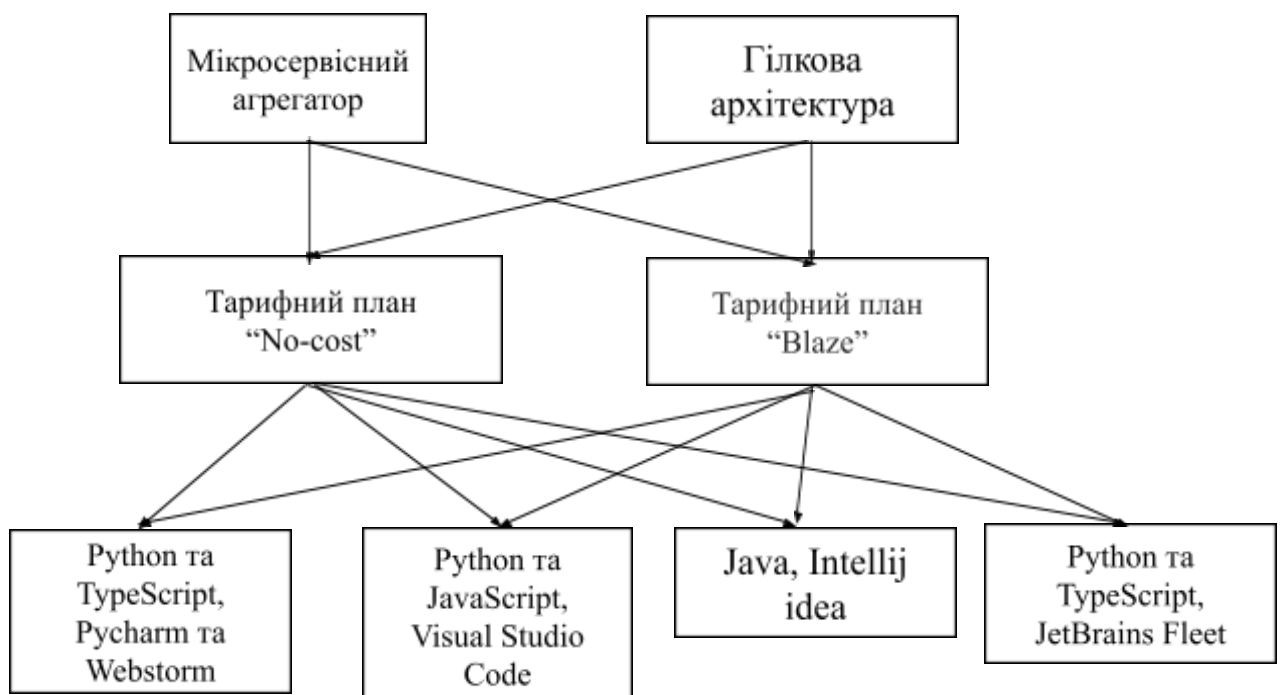 Мікросервісний
агрегатор
Гілкова
архітектура
Тарифний план
“No-cost”
Тарифний план
“Blaze”
Python та
TypeScript,
Pycharm та
Webstorm
Python та
JavaScript,
Visual Studio
Code
Java, Intellij
idea
Python та
TypeScript,
JetBrains Fleet